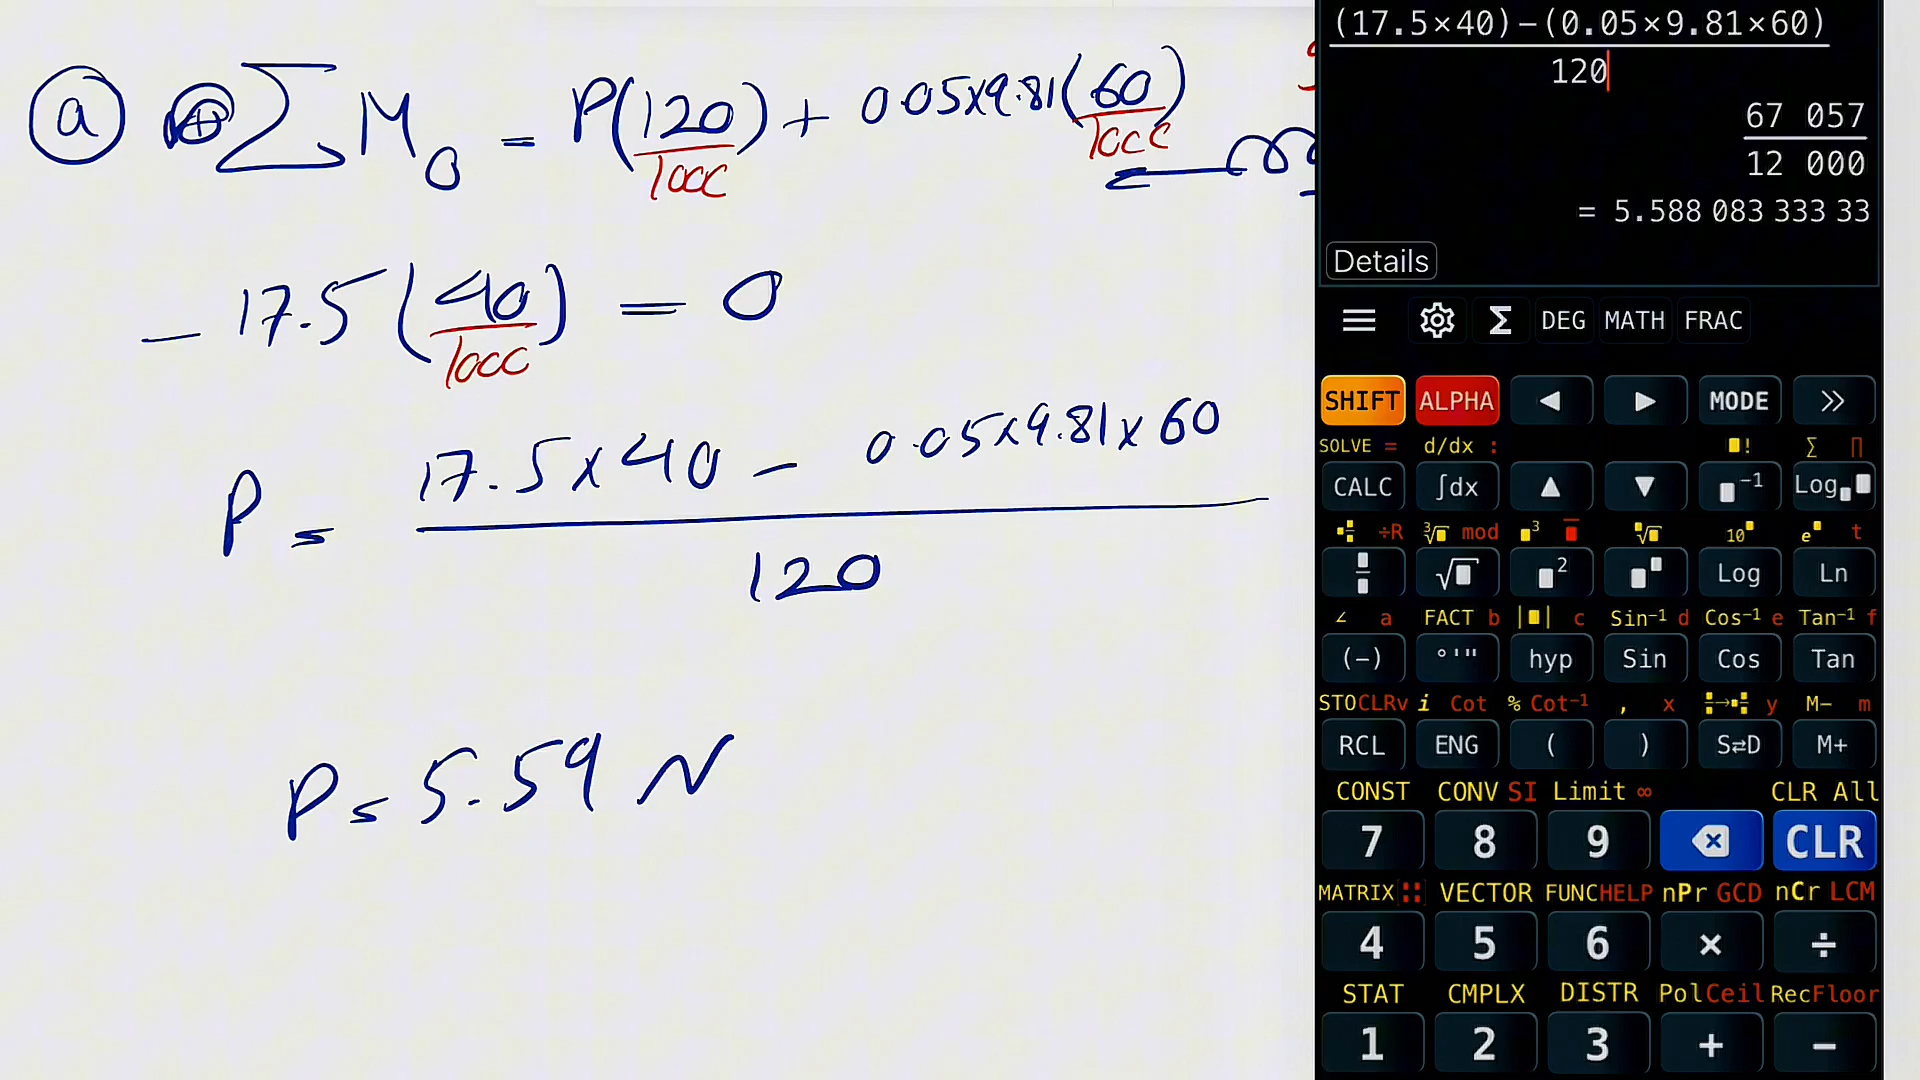 a ⊕ ∑ M_O = P(120/1000) + 0.05×9.81(60/1000)
− 17.5 (40/1000) = 0
P = (17.5×40 − 0.05×9.81×60)/120
P = 5.59 N
(17.5×40)−(0.05×9.81×60)
120
67 057
12 000
= 5.588 083 333 33
Details
∑ DEG MATH FRAC
SHIFT ALPHA ◀ ▶ MODE >>
SOLVE = d/dx : ! ∑ ∏
CALC ∫dx ▲ ▼ ⁻¹ Log
÷R ³√ mod ³ √ 10 e t
√ ² Log Ln
∠ a FACT b | | c Sin⁻¹ d Cos⁻¹ e Tan⁻¹ f
(−) °'" hyp Sin Cos Tan
STO CLRv i Cot % Cot⁻¹ , x y M− m
RCL ENG ( ) S⇄D M+
CONST CONV SI Limit ∞ CLR All
7 8 9 CLR
MATRIX VECTOR FUNC HELP nPr GCD nCr LCM
4 5 6 × ÷
STAT CMPLX DISTR Pol Ceil Rec Floor
1 2 3 + −